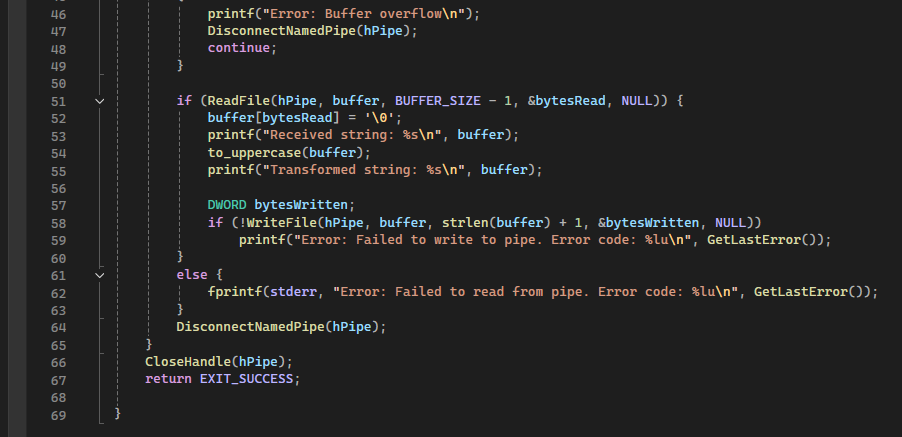 46 printf("Error: Buffer overflow\n");
47 DisconnectNamedPipe(hPipe);
48 continue;
49 }
50
51 if (ReadFile(hPipe, buffer, BUFFER_SIZE - 1, &bytesRead, NULL)) {
52 buffer[bytesRead] = '\0';
53 printf("Received string: %s\n", buffer);
54 to_uppercase(buffer);
55 printf("Transformed string: %s\n", buffer);
56
57 DWORD bytesWritten;
58 if (!WriteFile(hPipe, buffer, strlen(buffer) + 1, &bytesWritten, NULL))
59 printf("Error: Failed to write to pipe. Error code: %lu\n", GetLastError());
60 }
61 else {
62 fprintf(stderr, "Error: Failed to read from pipe. Error code: %lu\n", GetLastError());
63 }
64 DisconnectNamedPipe(hPipe);
65 }
66 CloseHandle(hPipe);
67 return EXIT_SUCCESS;
68
69 }